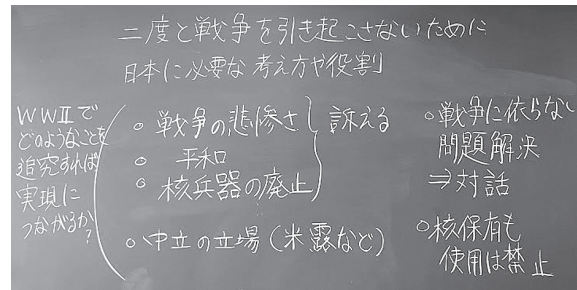 二度と戦争を引き起こさないために
日本に必要な考え方や役割
WWⅡで
どのようなことを
追究すれば
実現に
つながるか?
○戦争の悲惨さ
○平和
○核兵器の廃止
訴える
○中立の立場(米露など)
○戦争に依らない
問題解決
⇒対話
○核保有も
使用は禁止